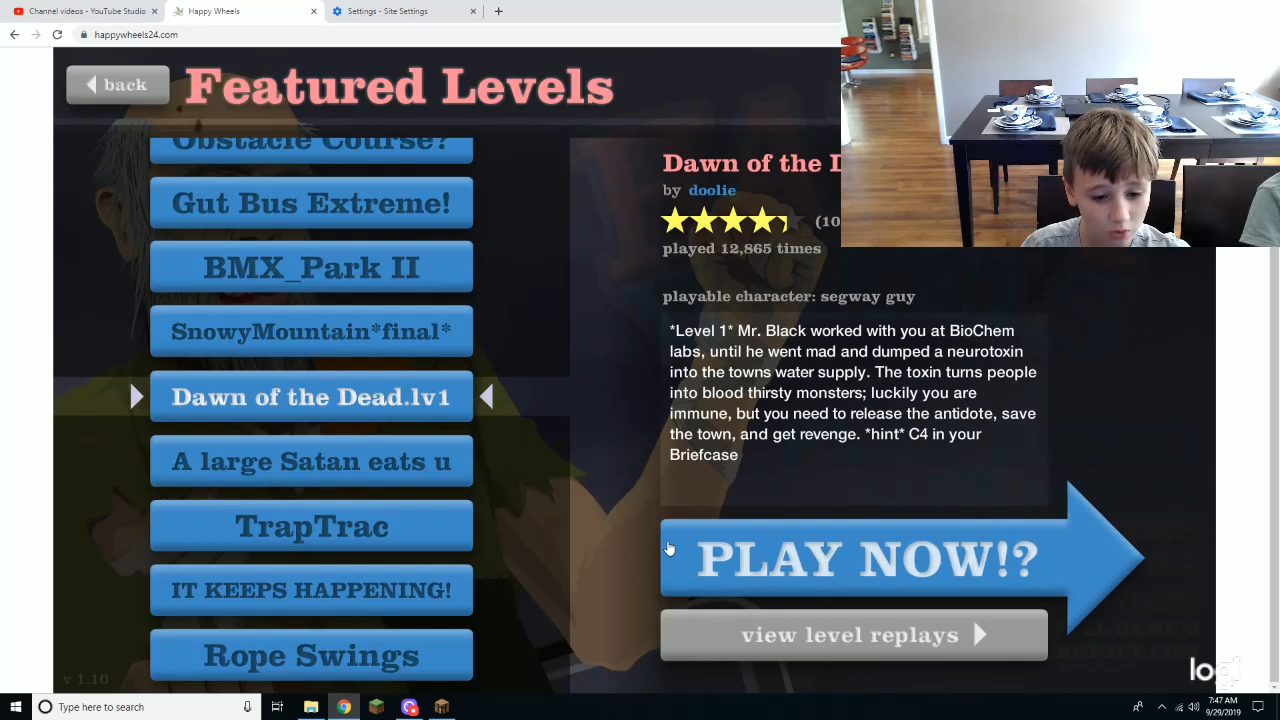 Channel videos - YouTube Studio
Happy Wheels
Settings - Site Settings
happywheels24.com
back
Featured Levels
Obstacle Course?
Gut Bus Extreme!
BMX_Park II
SnowyMountain*final*
Dawn of the Dead.lv1
A large Satan eats u
TrapTrac
IT KEEPS HAPPENING!
Rope Swings
v 1.10
Dawn of the D
by doolie
(10
played 12,865 times
playable character: segway guy
*Level 1* Mr. Black worked with you at BioChem
labs, until he went mad and dumped a neurotoxin
into the towns water supply. The toxin turns people
into blood thirsty monsters; luckily you are
immune, but you need to release the antidote, save
the town, and get revenge. *hint* C4 in your
Briefcase
PLAY NOW!?
view level replays
logi
Type here to search
7:47 AM
9/29/2019